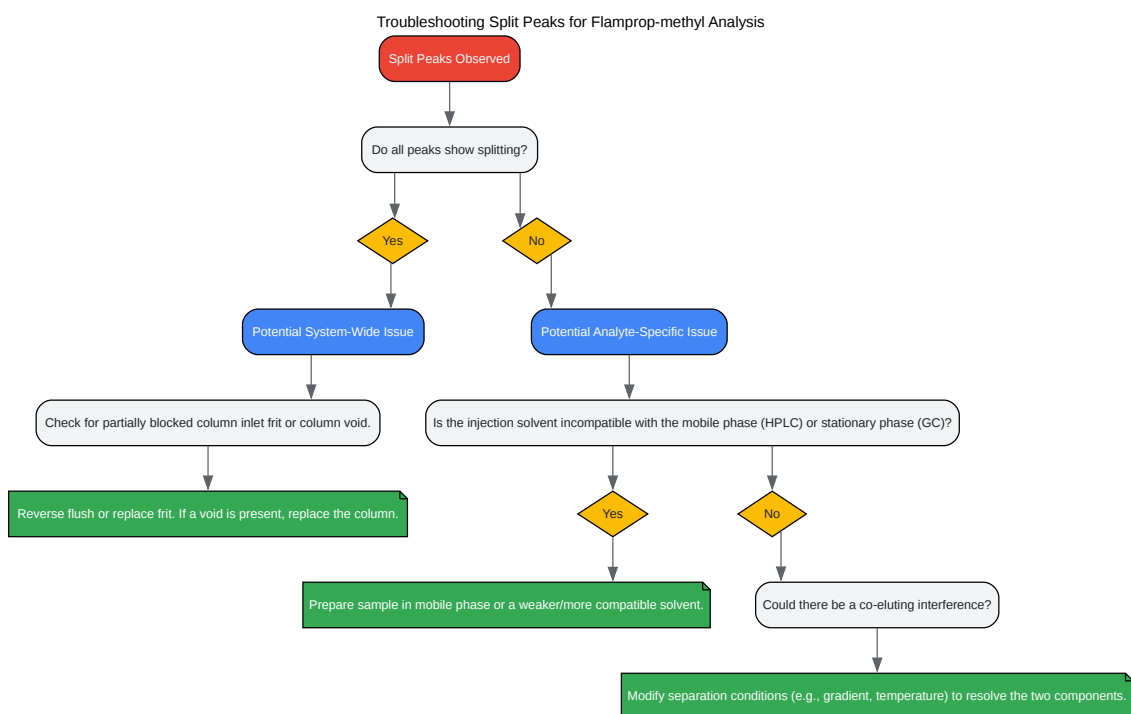 Troubleshooting Split Peaks for Flamprop-methyl Analysis
Split Peaks Observed
Do all peaks show splitting?
Yes
No
Potential System-Wide Issue
Potential Analyte-Specific Issue
Check for partially blocked column inlet frit or column void.
Is the injection solvent incompatible with the mobile phase (HPLC) or stationary phase (GC)?
Reverse flush or replace frit. If a void is present, replace the column.
Yes
No
Prepare sample in mobile phase or a weaker/more compatible solvent.
Could there be a co-eluting interference?
Modify separation conditions (e.g., gradient, temperature) to resolve the two components.